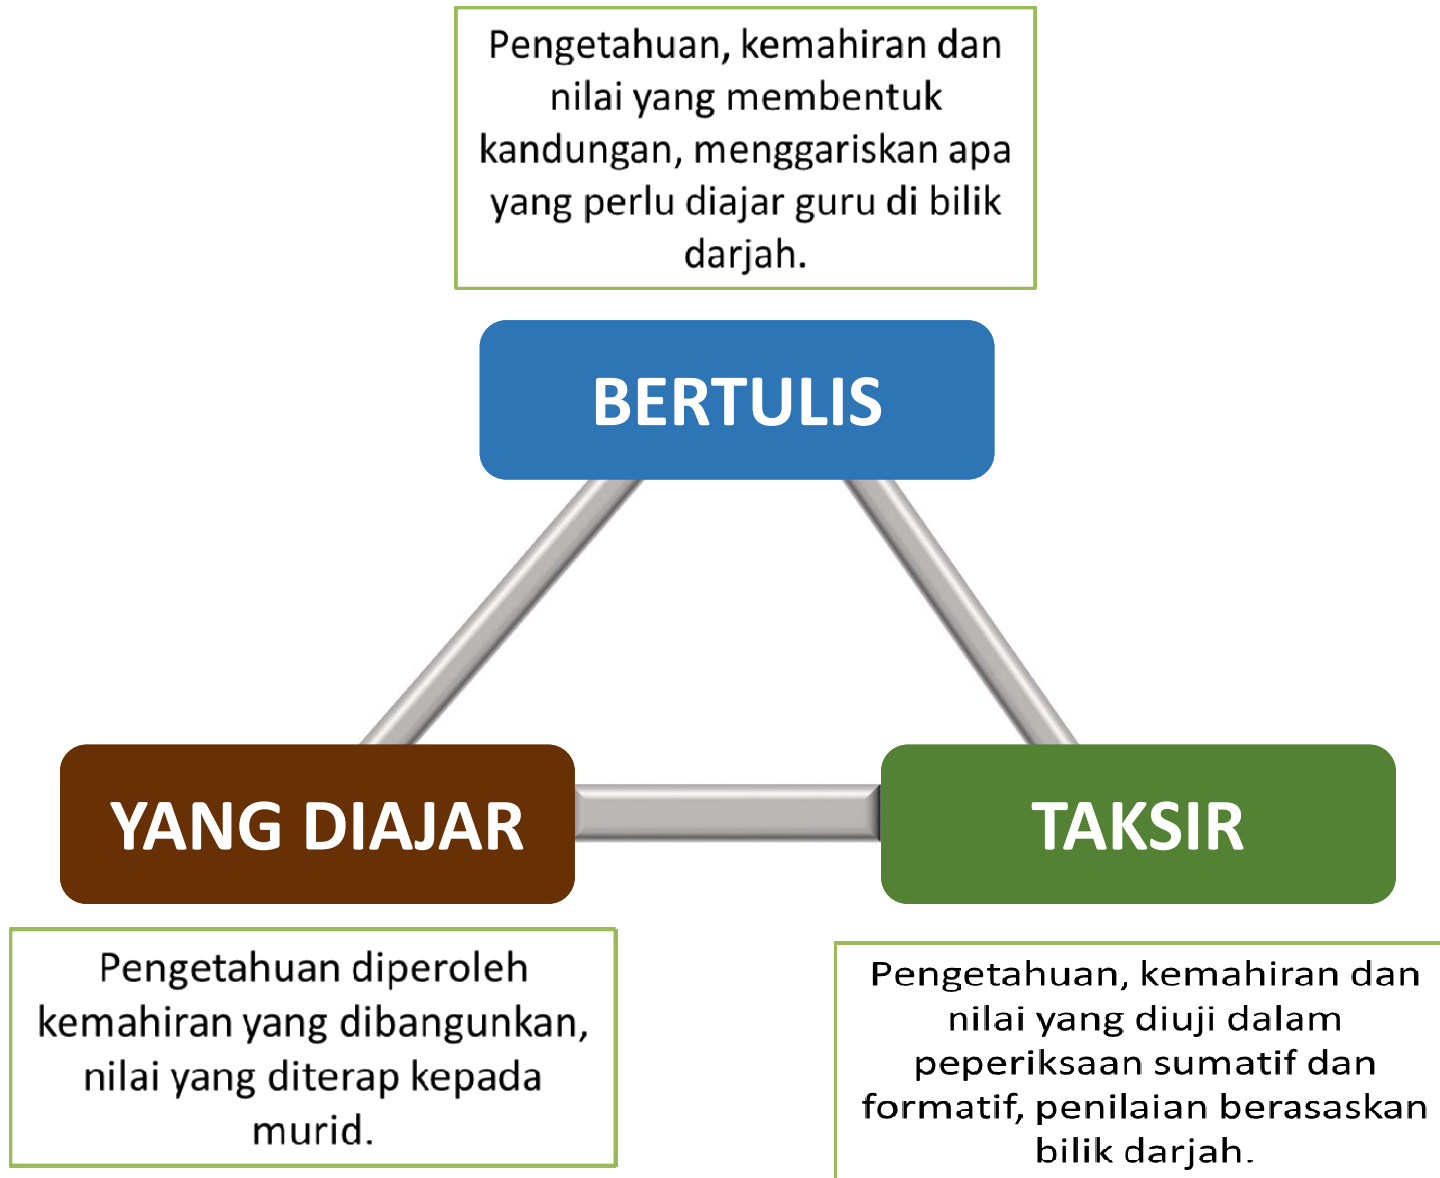 Pengetahuan, kemahiran dan
nilai yang membentuk
kandungan, menggariskan apa
yang perlu diajar guru di bilik
darjah.
BERTULIS
YANG DIAJAR
TAKSIR
Pengetahuan diperoleh
kemahiran yang dibangunkan,
nilai yang diterap kepada
murid.
Pengetahuan, kemahiran dan
nilai yang diuji dalam
peperiksaan sumatif dan
formatif, penilaian berasaskan
bilik darjah.